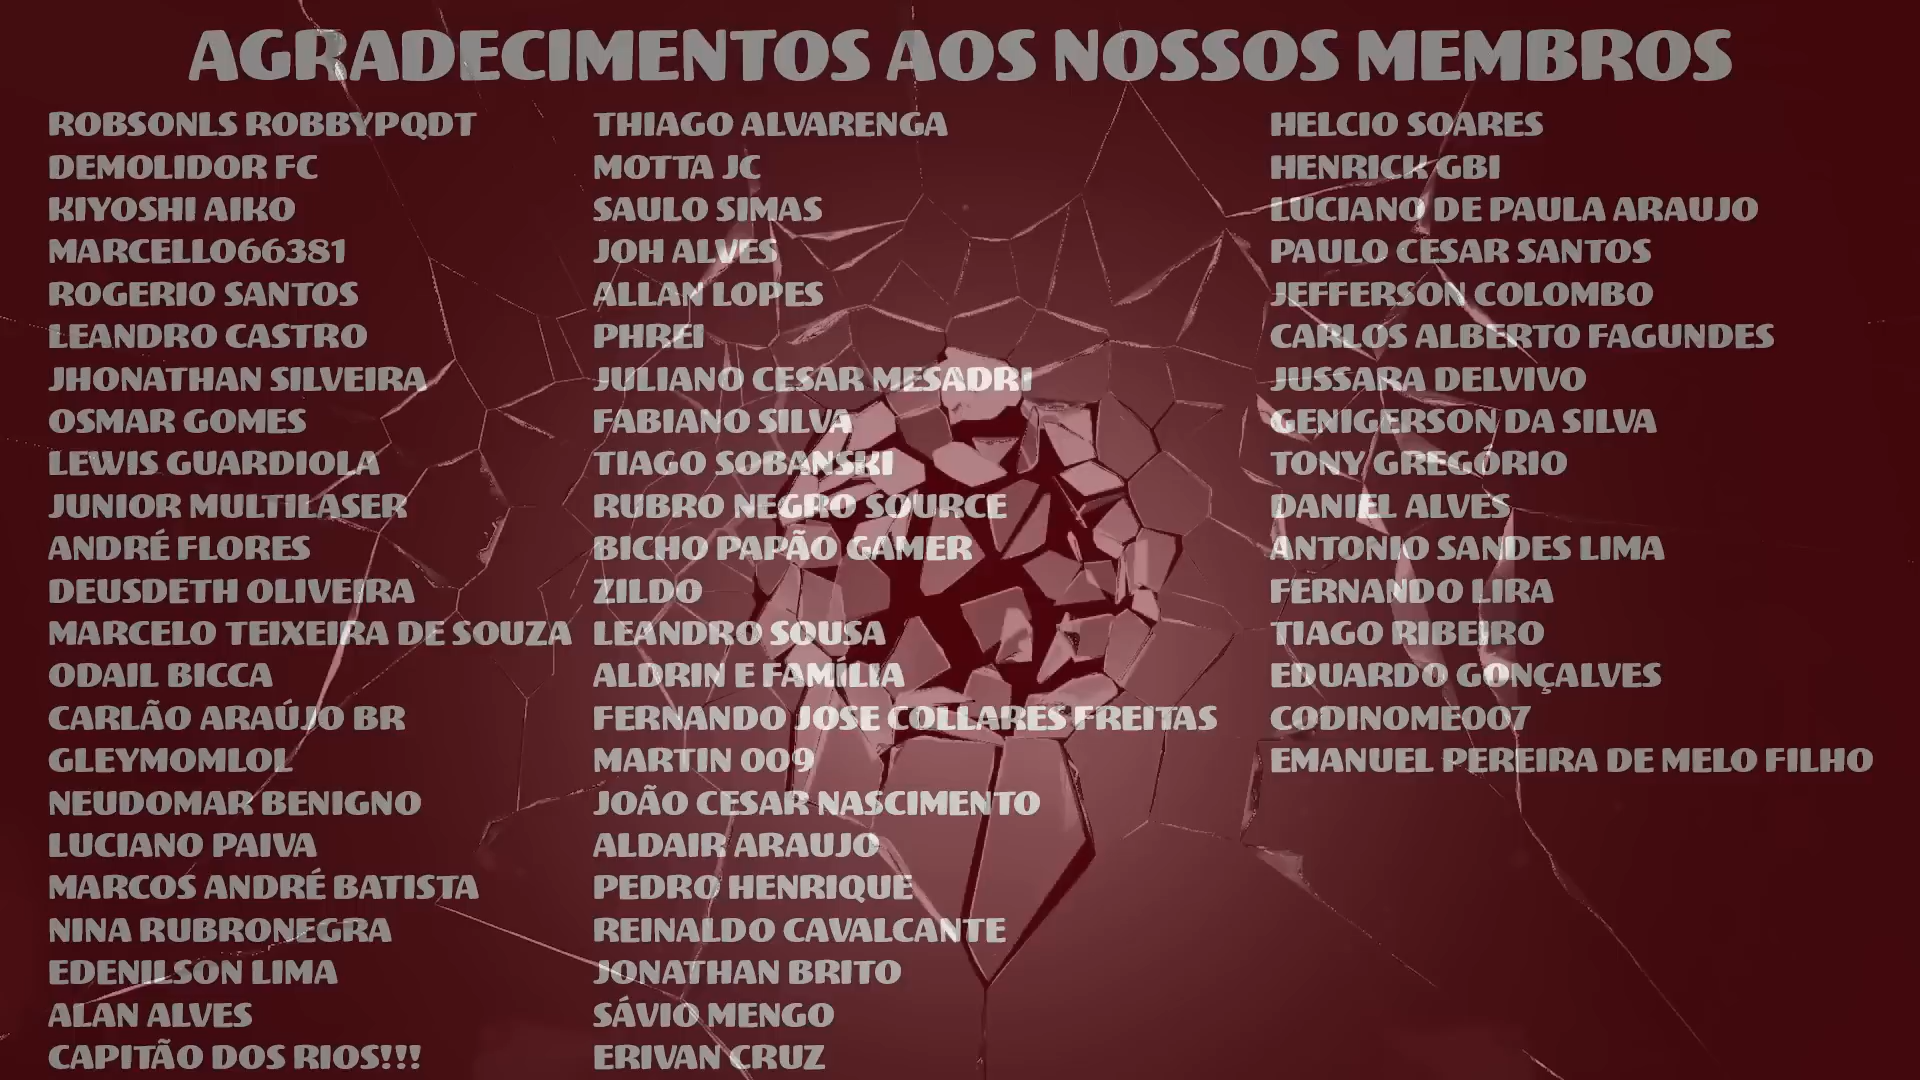 AGRADECIMENTOS AOS NOSSOS MEMBROS
ROBSONLS ROBBYPQDT
DEMOLIDOR FC
KIYOSHI AIKO
MARCELLO66381
ROGERIO SANTOS
LEANDRO CASTRO
JHONATHAN SILVEIRA
OSMAR GOMES
LEWIS GUARDIOLA
JUNIOR MULTILASER
ANDRÉ FLORES
DEUSDETH OLIVEIRA
MARCELO TEIXEIRA DE SOUZA
ODAIL BICCA
CARLÃO ARAÚJO BR
GLEYMOMLOL
NEUDOMAR BENIGNO
LUCIANO PAIVA
MARCOS ANDRÉ BATISTA
NINA RUBRONEGRA
EDENILSON LIMA
ALAN ALVES
CAPITÃO DOS RIOS!!!
THIAGO ALVARENGA
MOTTA JC
SAULO SIMAS
JOH ALVES
ALLAN LOPES
PHREI
JULIANO CESAR MESADRI
FABIANO SILVA
TIAGO SOBANSKI
RUBRO NEGRO SOURCE
BICHO PAPÃO GAMER
ZILDO
LEANDRO SOUSA
ALDRIN E FAMÍLIA
FERNANDO JOSE COLLARES FREITAS
MARTIN 009
JOÃO CESAR NASCIMENTO
ALDAIR ARAUJO
PEDRO HENRIQUE
REINALDO CAVALCANTE
JONATHAN BRITO
SÁVIO MENGO
ERIVAN CRUZ
HELCIO SOARES
HENRICK GBI
LUCIANO DE PAULA ARAUJO
PAULO CESAR SANTOS
JEFFERSON COLOMBO
CARLOS ALBERTO FAGUNDES
JUSSARA DELVIVO
GENIGERSON DA SILVA
TONY GREGÓRIO
DANIEL ALVES
ANTONIO SANDES LIMA
FERNANDO LIRA
TIAGO RIBEIRO
EDUARDO GONÇALVES
CODINOME007
EMANUEL PEREIRA DE MELO FILHO